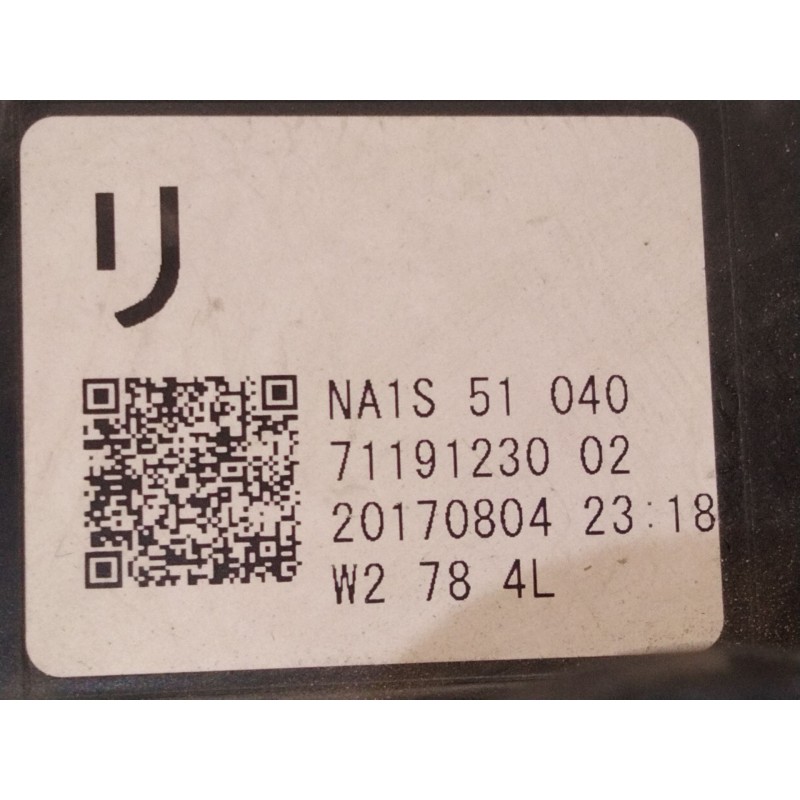 リ
NA1S 51 040
71191230 02
20170804 23:18
W2 78 4L